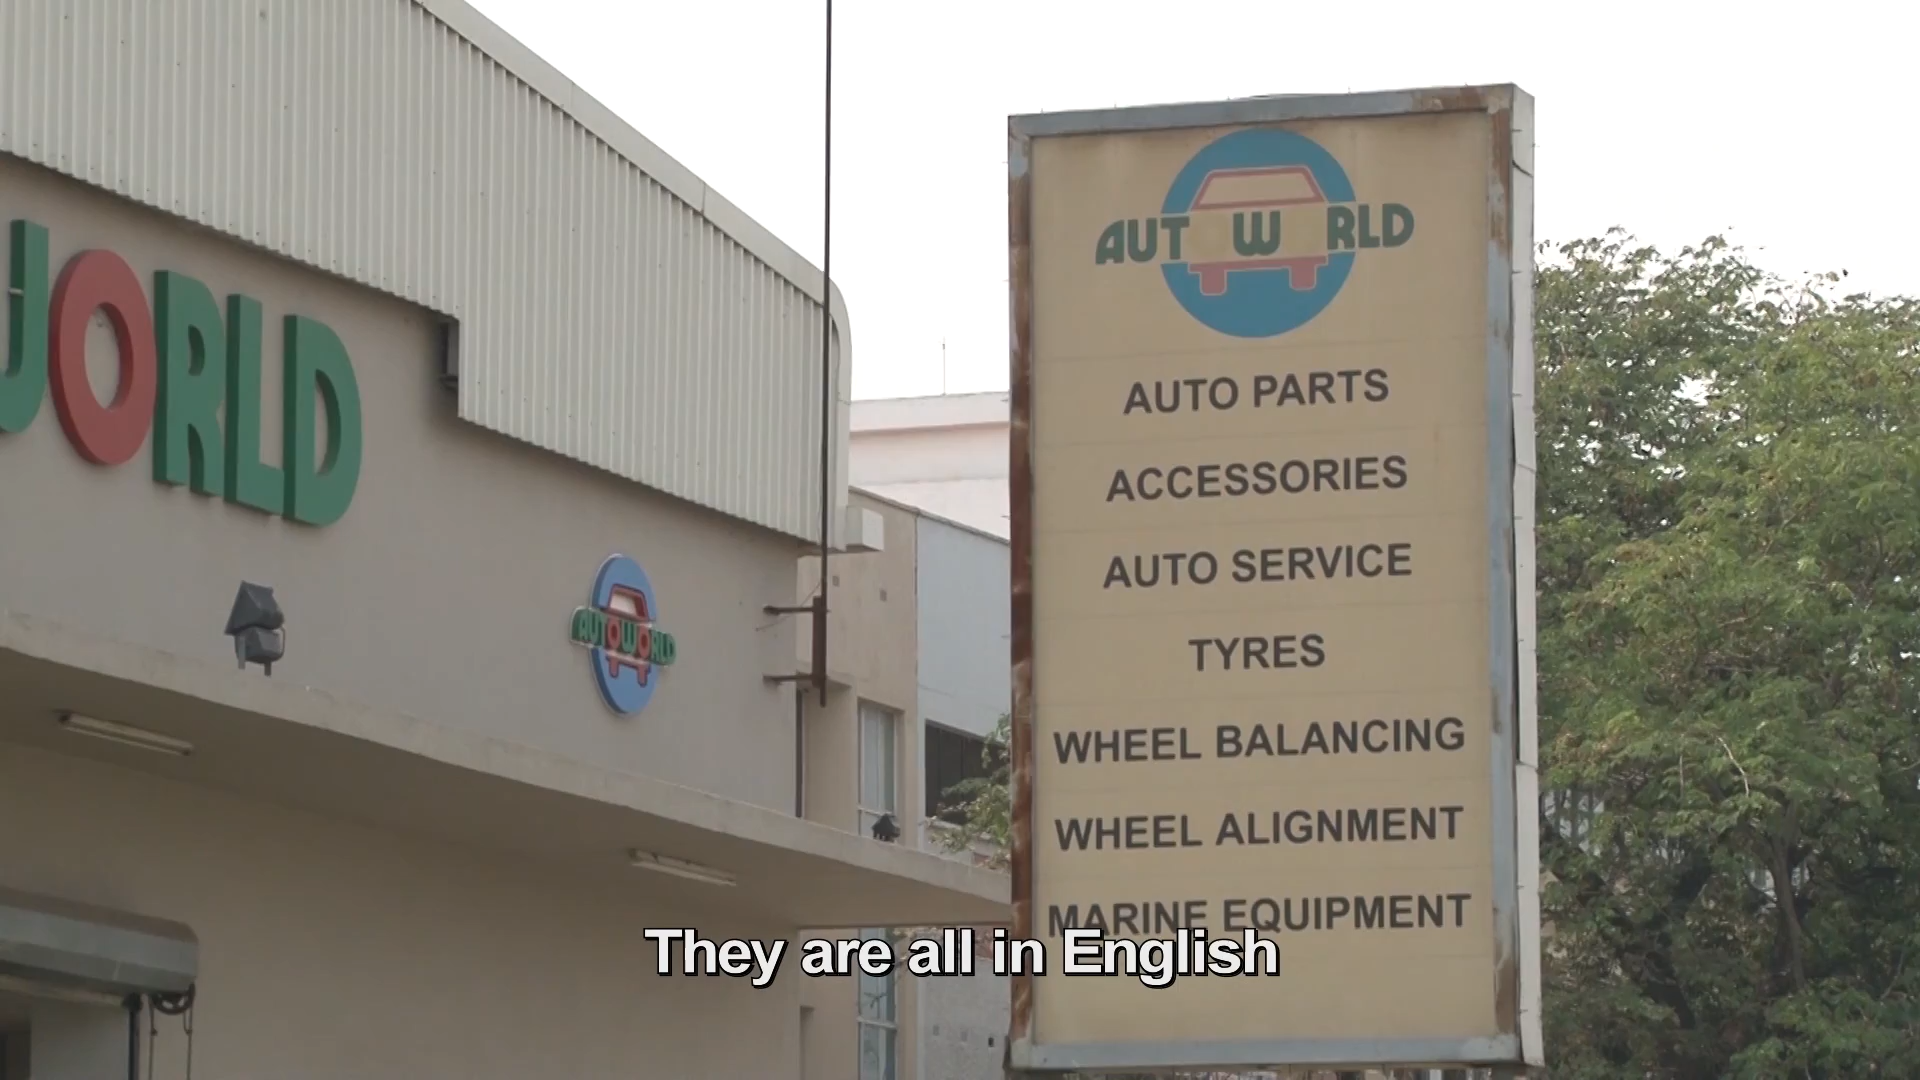 WORLD
AUTOWORLD
AUTOWORLD
AUTO PARTS
ACCESSORIES
AUTO SERVICE
TYRES
WHEEL BALANCING
WHEEL ALIGNMENT
MARINE EQUIPMENT
They are all in English